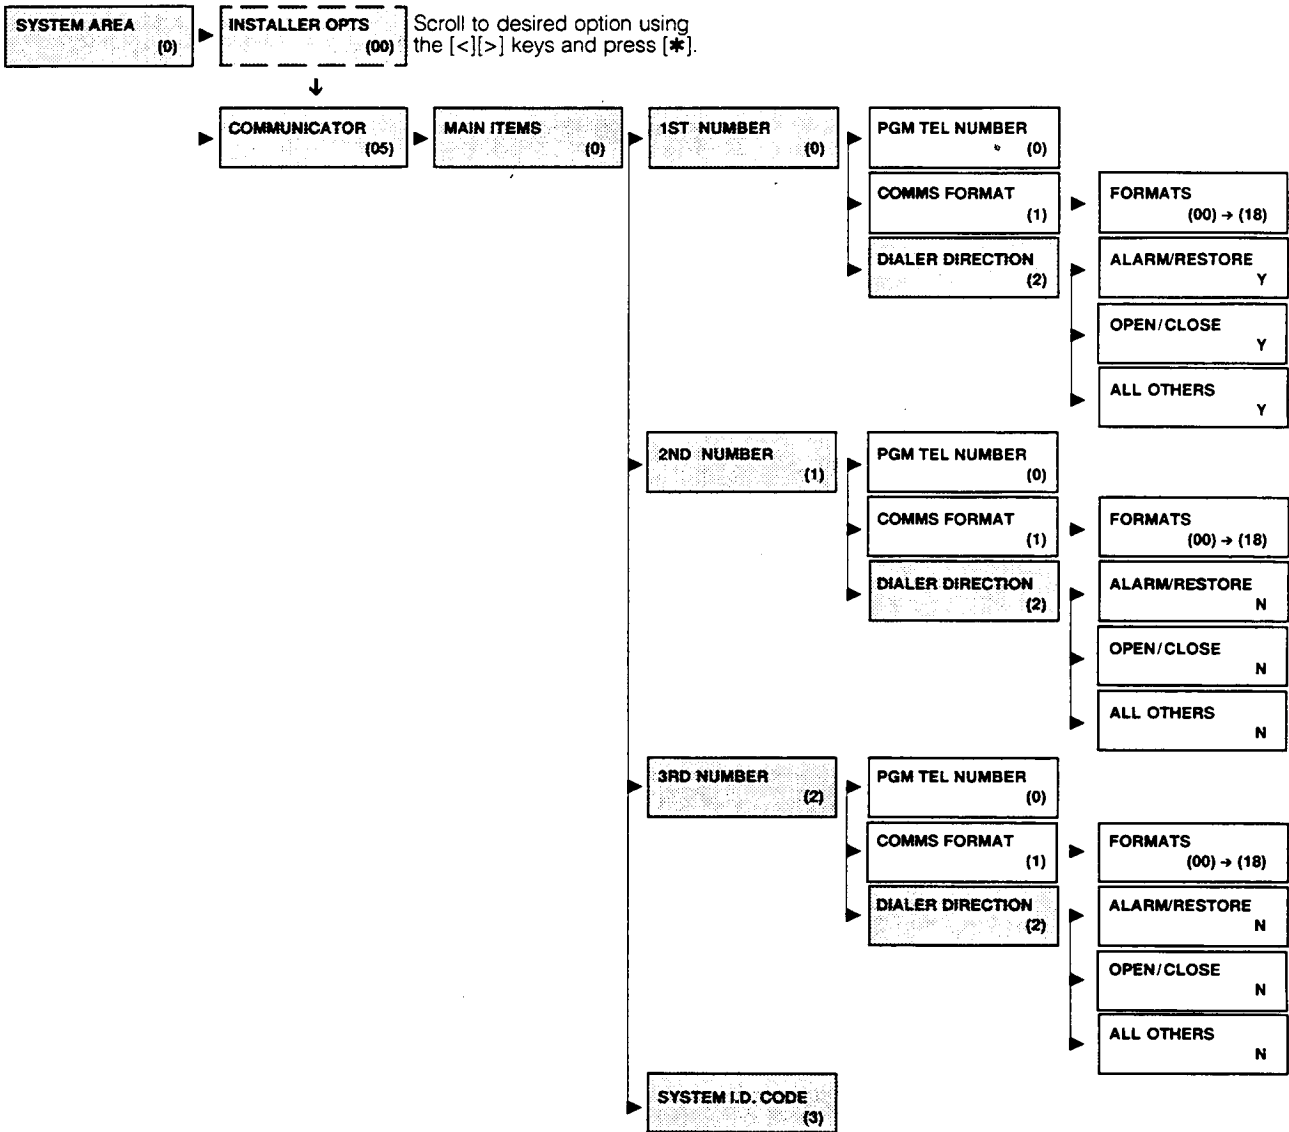 SYSTEM AREA
(0)
INSTALLER OPTS
(00)
Scroll to desired option using
the [<][>] keys and press [✱].
COMMUNICATOR
(05)
MAIN ITEMS
(0)
1ST NUMBER
(0)
PGM TEL NUMBER
(0)
COMMS FORMAT
(1)
FORMATS
(00) → (18)
DIALER DIRECTION
(2)
ALARM/RESTORE
Y
OPEN/CLOSE
Y
ALL OTHERS
Y
2ND NUMBER
(1)
PGM TEL NUMBER
(0)
COMMS FORMAT
(1)
FORMATS
(00) → (18)
DIALER DIRECTION
(2)
ALARM/RESTORE
N
OPEN/CLOSE
N
ALL OTHERS
N
3RD NUMBER
(2)
PGM TEL NUMBER
(0)
COMMS FORMAT
(1)
FORMATS
(00) → (18)
DIALER DIRECTION
(2)
ALARM/RESTORE
N
OPEN/CLOSE
N
ALL OTHERS
N
SYSTEM I.D. CODE
(3)